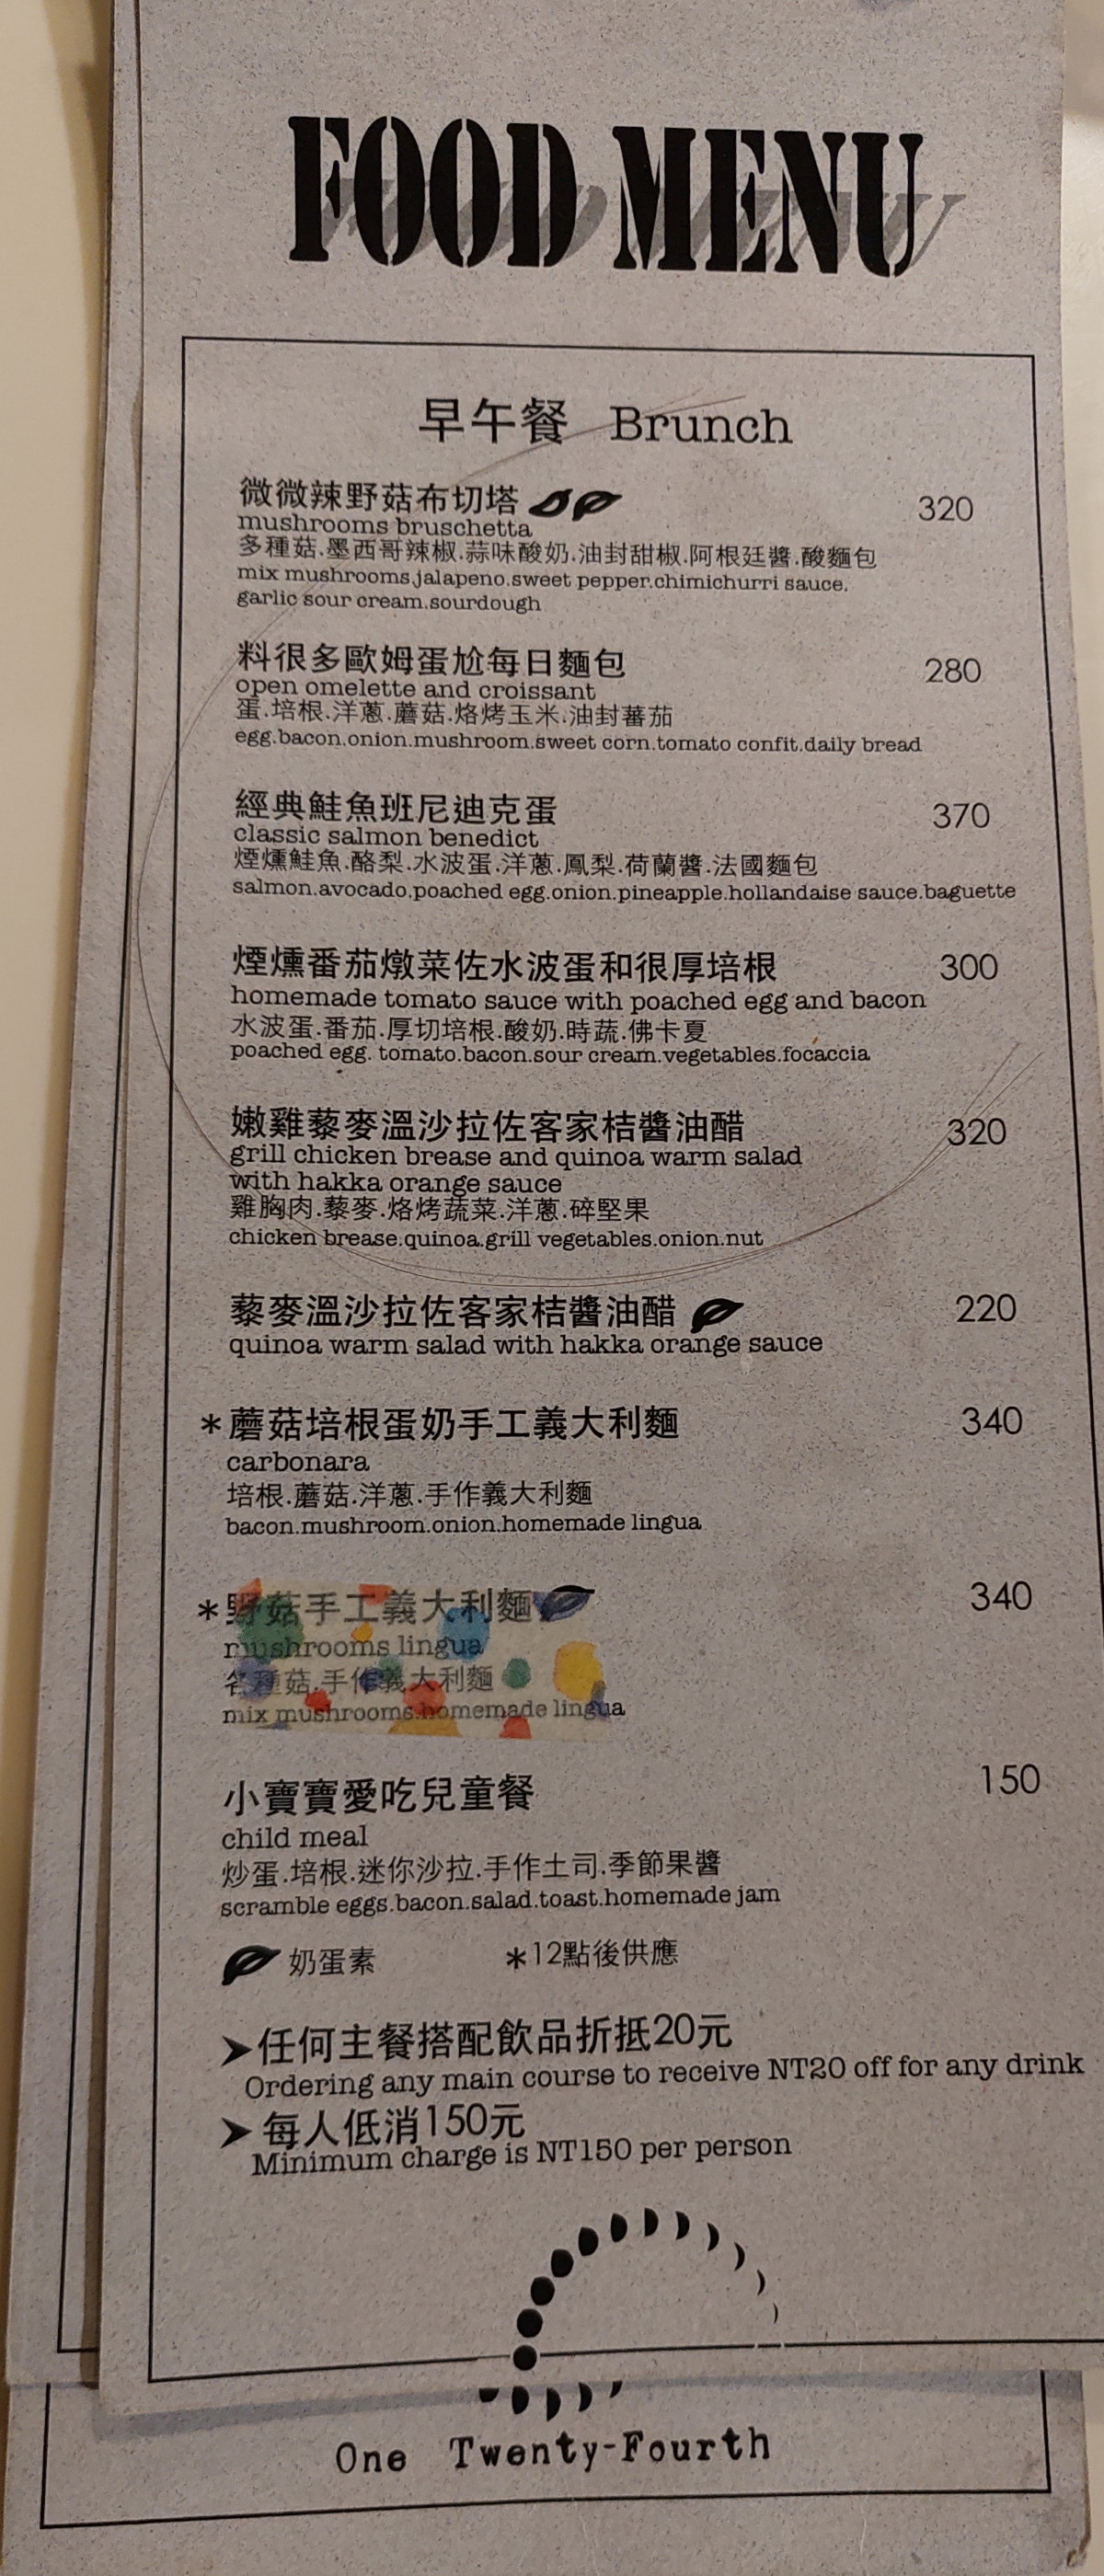 FOOD MENU
早午餐 Brunch
微微辣野菇布切塔 320
mushrooms bruschetta
多種菇.墨西哥辣椒.蒜味酸奶.油封甜椒.阿根廷醬.酸麵包
mix mushrooms.jalapeno.sweet pepper.chimichurri sauce.
garlic sour cream.sourdough
料很多歐姆蛋尬每日麵包 280
open omelette and croissant
蛋.培根.洋蔥.蘑菇.烙烤玉米.油封蕃茄
egg.bacon.onion.mushroom.sweet corn.tomato confit.daily bread
經典鮭魚班尼迪克蛋 370
classic salmon benedict
煙燻鮭魚.酪梨.水波蛋.洋蔥.鳳梨.荷蘭醬.法國麵包
salmon.avocado.poached egg.onion.pineapple.hollandaise sauce.baguette
煙燻番茄燉菜佐水波蛋和很厚培根 300
homemade tomato sauce with poached egg and bacon
水波蛋.番茄.厚切培根.酸奶.時蔬.佛卡夏
poached egg. tomato.bacon.sour cream.vegetables.focaccia
嫩雞藜麥溫沙拉佐客家桔醬油醋 320
grill chicken brease and quinoa warm salad
with hakka orange sauce
雞胸肉.藜麥.烙烤蔬菜.洋蔥.碎堅果
chicken brease.quinoa.grill vegetables.onion.nut
藜麥溫沙拉佐客家桔醬油醋 220
quinoa warm salad with hakka orange sauce
*蘑菇培根蛋奶手工義大利麵 340
carbonara
培根.蘑菇.洋蔥.手作義大利麵
bacon.mushroom.onion.homemade lingua
*野菇手工義大利麵 340
mushrooms lingua
各種菇.手作義大利麵
mix mushrooms.homemade lingua
小寶寶愛吃兒童餐 150
child meal
炒蛋.培根.迷你沙拉.手作土司.季節果醬
scramble eggs.bacon.salad.toast.homemade jam
奶蛋素 *12點後供應
➤任何主餐搭配飲品折抵20元
Ordering any main course to receive NT20 off for any drink
➤每人低消150元
Minimum charge is NT150 per person
One Twenty-Fourth